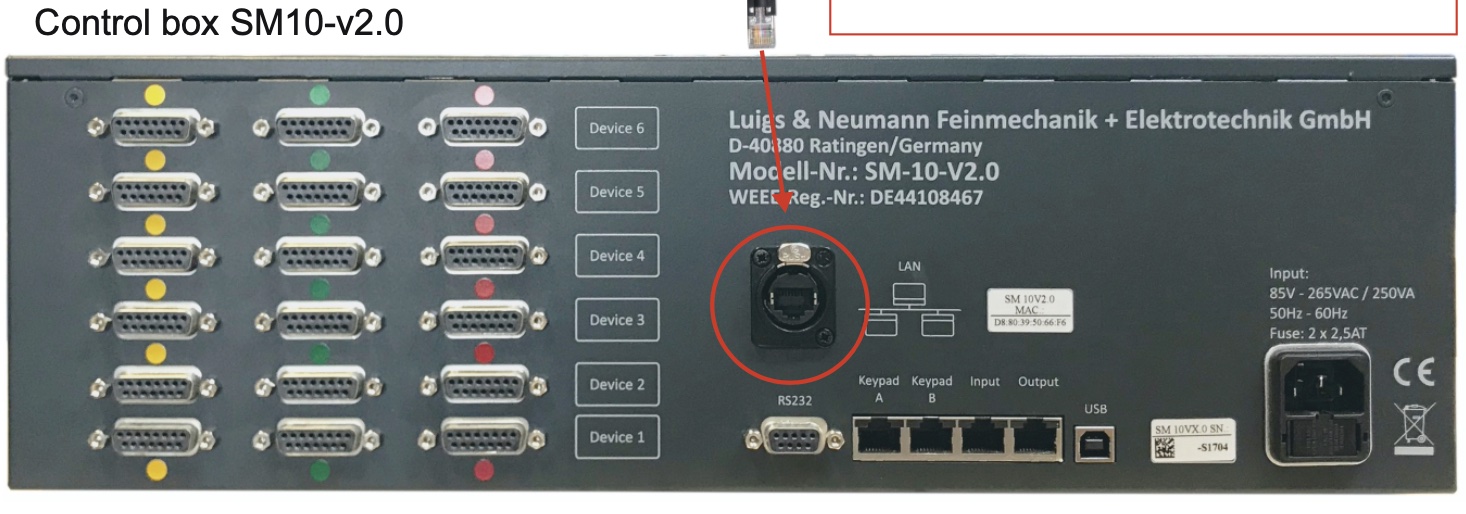 Control box SM10-v2.0
Device 6
Device 5
Device 4
Device 3
Device 2
Device 1
Luigs & Neumann Feinmechanik + Elektrotechnik GmbH
D-40880 Ratingen/Germany
Modell-Nr.: SM-10-V2.0
WEEE-Reg.-Nr.: DE44108467
LAN
SM 10V2.0
MAC.:
D8:80:39:50:66:F6
Input:
85V - 265VAC / 250VA
50Hz - 60Hz
Fuse: 2 x 2,5AT
CE
RS232
Keypad A
Keypad B
Input
Output
USB
SM 10VX.0 SN.:
-S1704